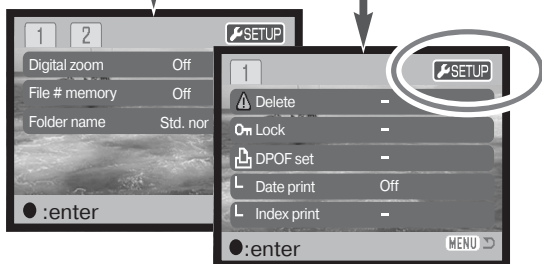 1 2 SETUP
Digital zoom Off
File # memory Off
Folder name Std. nor
:enter
1 SETUP
Delete –
Lock –
DPOF set –
Date print Off
Index print –
:enter MENU